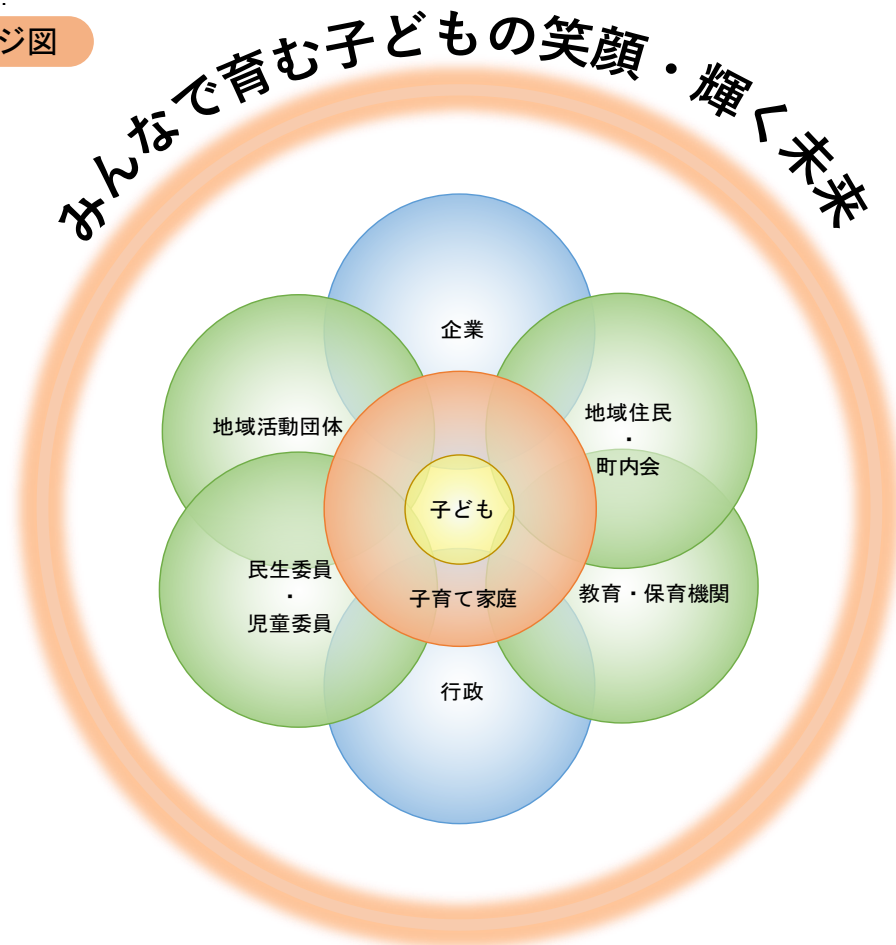 ジ図
みんなで育む子どもの笑顔・輝く未来
企業
地域活動団体
地域住民
・
町内会
子ども
民生委員
・
児童委員
子育て家庭
教育・保育機関
行政